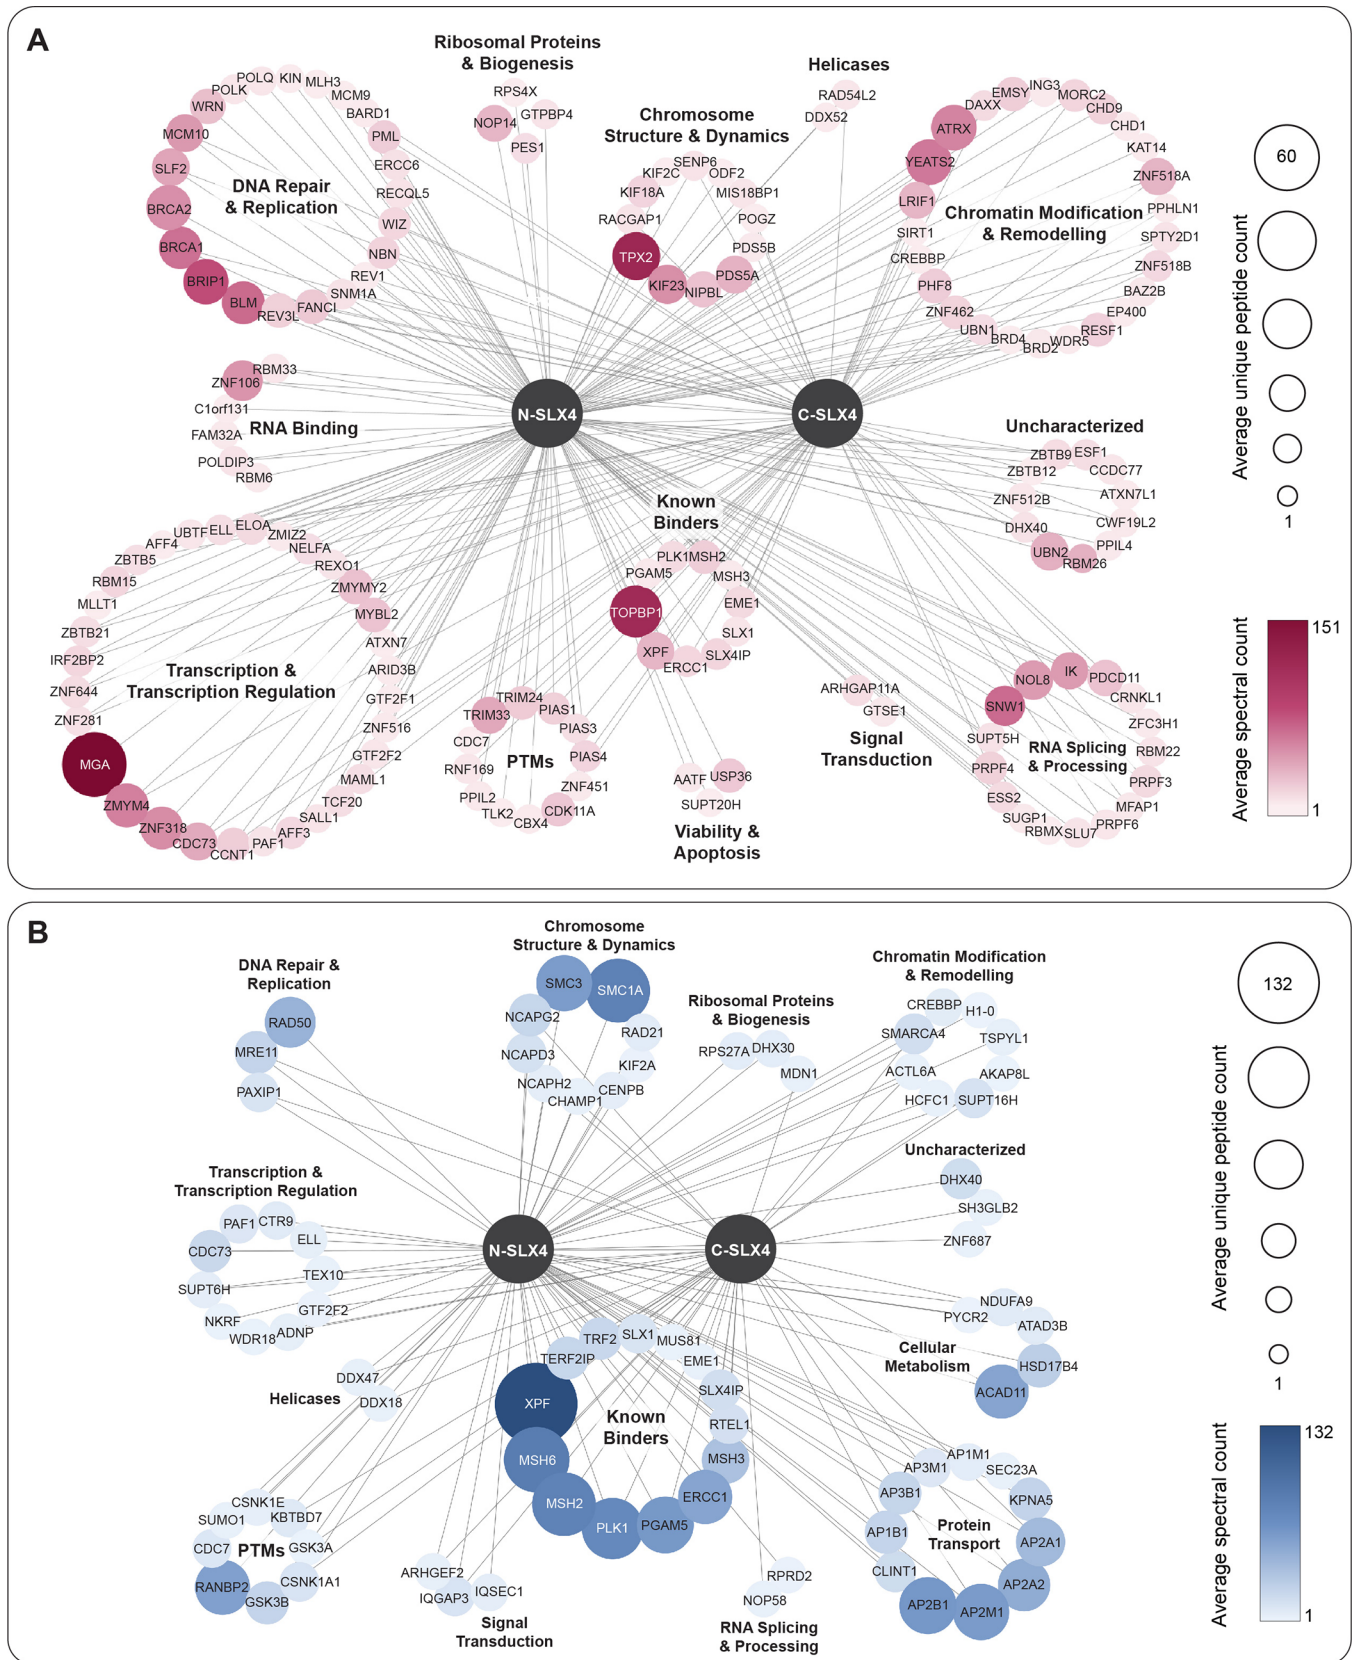 A
Ribosomal Proteins
& Biogenesis
RPS4X
NOP14
GTPBP4
PES1
Helicases
RAD54L2
DDX52
Chromosome
Structure & Dynamics
SENP6
KIF2C
ODF2
KIF18A
MIS18BP1
RACGAP1
POGZ
TPX2
PDS5B
KIF23
NIPBL
PDS5A
DNA Repair
& Replication
POLQ
KIN
MLH3
POLK
MCM9
WRN
BARD1
MCM10
PML
SLF2
ERCC6
RECQL5
BRCA2
WIZ
BRCA1
NBN
BRIP1
REV1
BLM
SNM1A
REV3L
FANCI
Chromatin Modification
& Remodelling
ING3
EMSY
MORC2
DAXX
CHD9
ATRX
CHD1
YEATS2
KAT14
ZNF518A
LRIF1
PPHLN1
SIRT1
SPTY2D1
CREBBP
ZNF518B
PHF8
BAZ2B
ZNF462
EP400
UBN1
RESF1
BRD4
BRD2
WDR5
60
Average unique peptide count
1
RBM33
ZNF106
C1orf131
RNA Binding
FAM32A
POLDIP3
RBM6
N-SLX4
C-SLX4
Uncharacterized
ZBTB9
ESF1
ZBTB12
CCDC77
ZNF512B
ATXN7L1
DHX40
CWF19L2
UBN2
PPIL4
RBM26
Known
Binders
PLK1
MSH2
PGAM5
MSH3
TOPBP1
EME1
SLX1
XPF
SLX4IP
ERCC1
Transcription &
Transcription Regulation
UBTF
ELL
ELOA
ZMIZ2
AFF4
NELFA
ZBTB5
REXO1
RBM15
ZMYMY2
MLLT1
MYBL2
ZBTB21
ATXN7
IRF2BP2
ARID3B
ZNF644
GTF2F1
ZNF281
ZNF516
MGA
GTF2F2
ZMYM4
MAML1
ZNF318
TCF20
CDC73
SALL1
CCNT1
PAF1
AFF3
TRIM24
TRIM33
PIAS1
PIAS3
CDC7
PTMs
PIAS4
RNF169
ZNF451
PPIL2
CDK11A
TLK2
CBX4
AATF
USP36
SUPT20H
Viability &
Apoptosis
ARHGAP11A
GTSE1
Signal
Transduction
NOL8
IK
PDCD11
SNW1
CRNKL1
ZFC3H1
SUPT5H
RNA Splicing
& Processing
RBM22
PRPF4
PRPF3
ESS2
MFAP1
SUGP1
PRPF6
RBMX
SLU7
Average spectral count
151
1
B
DNA Repair &
Replication
RAD50
MRE11
PAXIP1
Chromosome
Structure & Dynamics
SMC3
SMC1A
NCAPG2
RAD21
NCAPD3
KIF2A
NCAPH2
CENPB
CHAMP1
Ribosomal Proteins
& Biogenesis
RPS27A
DHX30
MDN1
Chromatin Modification
& Remodelling
CREBBP
H1-0
SMARCA4
TSPYL1
ACTL6A
AKAP8L
HCFC1
SUPT16H
132
Average unique peptide count
1
Transcription &
Transcription Regulation
PAF1
CTR9
CDC73
ELL
SUPT6H
TEX10
NKRF
GTF2F2
WDR18
ADNP
N-SLX4
C-SLX4
Uncharacterized
DHX40
SH3GLB2
ZNF687
NDUFA9
PYCR2
ATAD3B
Cellular
Metabolism
HSD17B4
ACAD11
Helicases
DDX47
DDX18
TRF2
SLX1
MUS81
TERF2IP
EME1
XPF
SLX4IP
Known
Binders
RTEL1
MSH6
MSH3
MSH2
ERCC1
PLK1
PGAM5
CSNK1E
SUMO1
KBTBD7
CDC7
PTMs
GSK3A
RANBP2
CSNK1A1
GSK3B
ARHGEF2
IQGAP3
IQSEC1
Signal
Transduction
RPRD2
NOP58
RNA Splicing
& Processing
AP1M1
AP3M1
SEC23A
AP3B1
KPNA5
AP1B1
Protein
Transport
AP2A1
CLINT1
AP2A2
AP2B1
AP2M1
Average spectral count
132
1